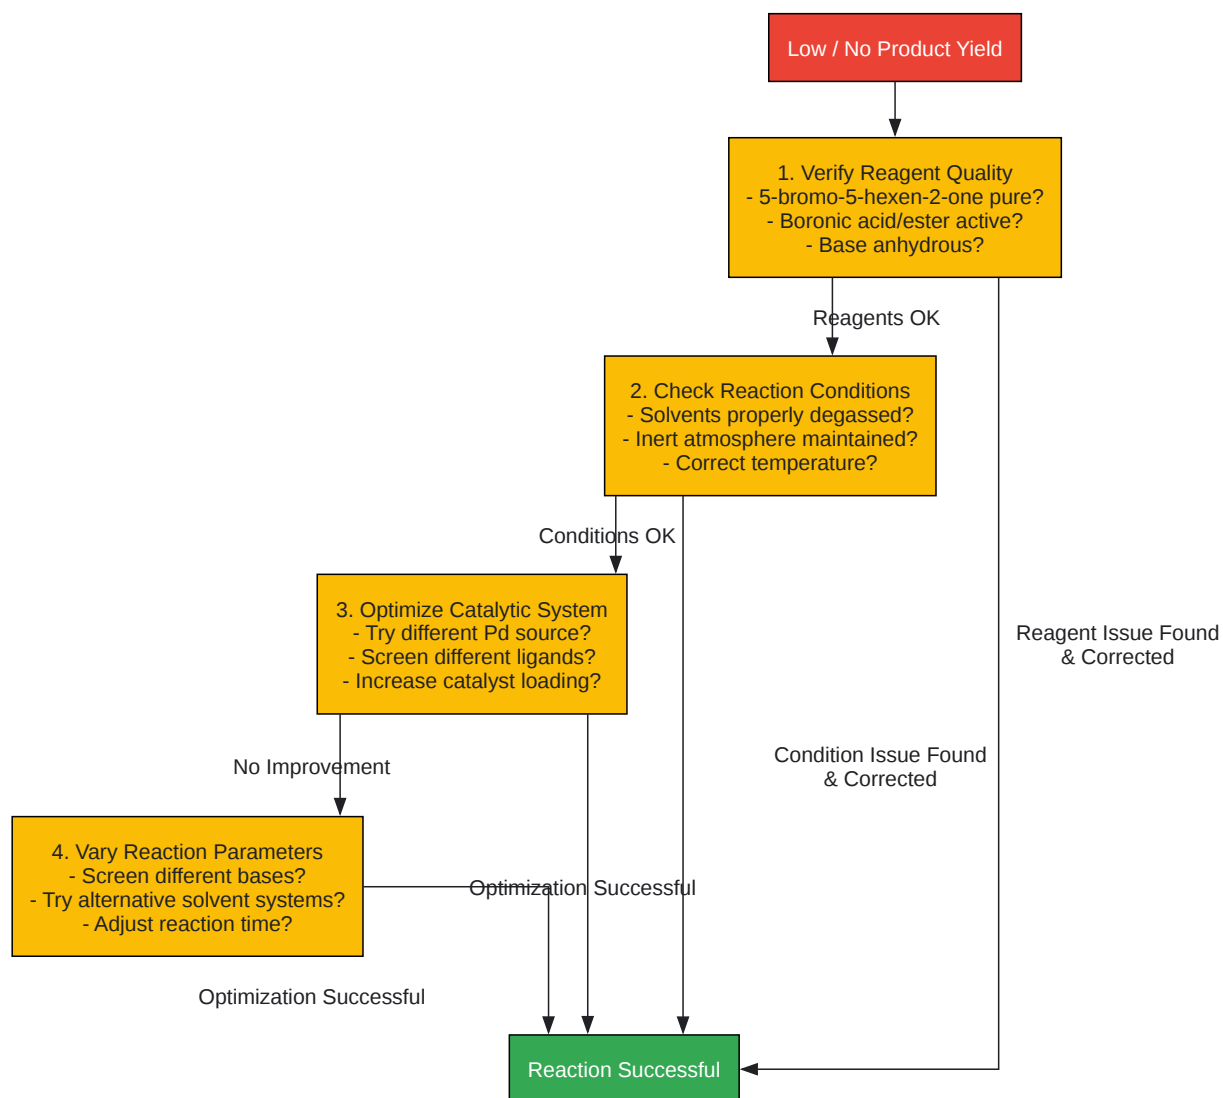 Low / No Product Yield
1. Verify Reagent Quality
- 5-bromo-5-hexen-2-one pure?
- Boronic acid/ester active?
- Base anhydrous?
Reagents OK
2. Check Reaction Conditions
- Solvents properly degassed?
- Inert atmosphere maintained?
- Correct temperature?
Conditions OK
3. Optimize Catalytic System
- Try different Pd source?
- Screen different ligands?
- Increase catalyst loading?
Reagent Issue Found
& Corrected
No Improvement
Condition Issue Found
& Corrected
4. Vary Reaction Parameters
- Screen different bases?
- Try alternative solvent systems?
- Adjust reaction time?
Optimization Successful
Optimization Successful
Reaction Successful